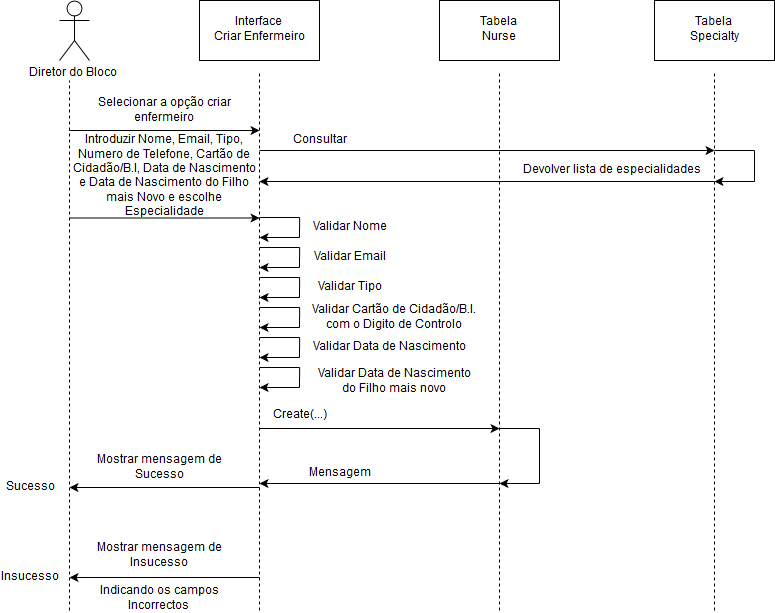 Diretor do Bloco
Interface
Criar Enfermeiro
Tabela
Nurse
Tabela
Specialty
Selecionar a opção criar
enfermeiro
Introduzir Nome, Email, Tipo,
Numero de Telefone, Cartão de
Cidadão/B.I, Data de Nascimento
e Data de Nascimento do Filho
mais Novo e escolhe
Especialidade
Consultar
Devolver lista de especialidades
Validar Nome
Validar Email
Validar Tipo
Validar Cartão de Cidadão/B.I.
com o Digito de Controlo
Validar Data de Nascimento
Validar Data de Nascimento
do Filho mais novo
Create(...)
Mensagem
Mostrar mensagem de
Sucesso
Sucesso
Mostrar mensagem de
Insucesso
Insucesso
Indicando os campos
Incorrectos